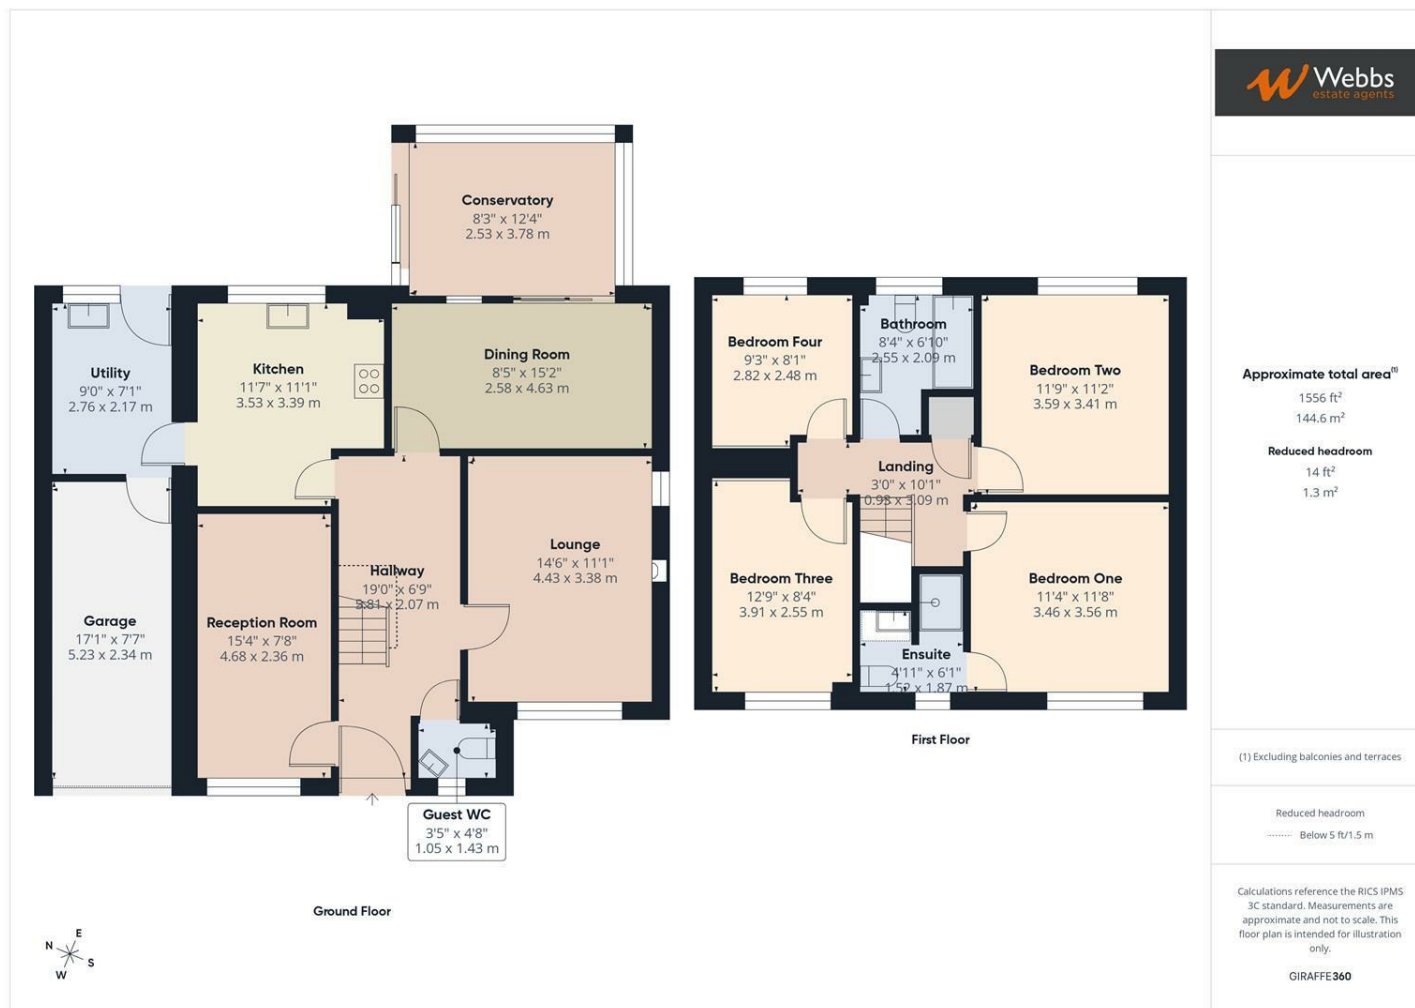 Conservatory
8'3" x 12'4"
2.53 x 3.78 m
Utility
9'0" x 7'1"
2.76 x 2.17 m
Kitchen
11'7" x 11'1"
3.53 x 3.39 m
Dining Room
8'5" x 15'2"
2.58 x 4.63 m
Garage
17'1" x 7'7"
5.23 x 2.34 m
Reception Room
15'4" x 7'8"
4.68 x 2.36 m
Hallway
19'0" x 6'9"
5.81 x 2.07 m
Lounge
14'6" x 11'1"
4.43 x 3.38 m
Guest WC
3'5" x 4'8"
1.05 x 1.43 m
Ground Floor
N
E
S
W
Bedroom Four
9'3" x 8'1"
2.82 x 2.48 m
Bathroom
8'4" x 6'10"
2.55 x 2.09 m
Bedroom Two
11'9" x 11'2"
3.59 x 3.41 m
Landing
3'0" x 10'1"
0.93 x 3.09 m
Bedroom Three
12'9" x 8'4"
3.91 x 2.55 m
Ensuite
4'11" x 6'1"
1.52 x 1.87 m
Bedroom One
11'4" x 11'8"
3.46 x 3.56 m
First Floor
Webbs
estate agents
Approximate total area(1)
1556 ft²
144.6 m²
Reduced headroom
14 ft²
1.3 m²
(1) Excluding balconies and terraces
Reduced headroom
Below 5 ft/1.5 m
Calculations reference the RICS IPMS
3C standard. Measurements are
approximate and not to scale. This
floor plan is intended for illustration
only.
GIRAFFE360